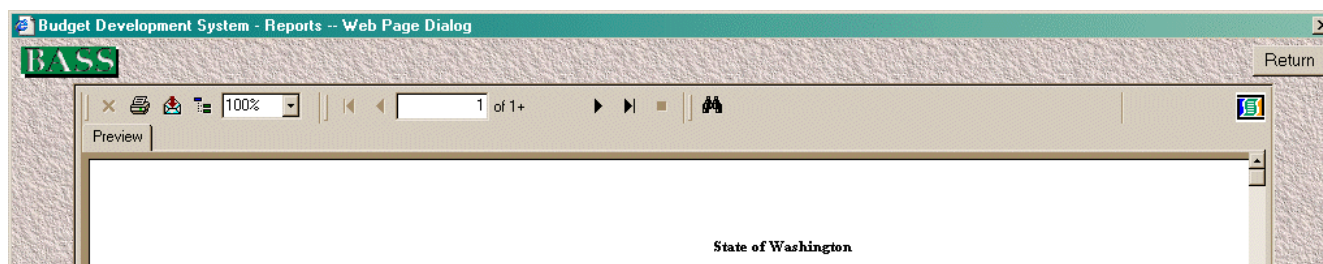 Budget Development System - Reports -- Web Page Dialog
BASS
Return
100%
1 of 1+
Preview
State of Washington